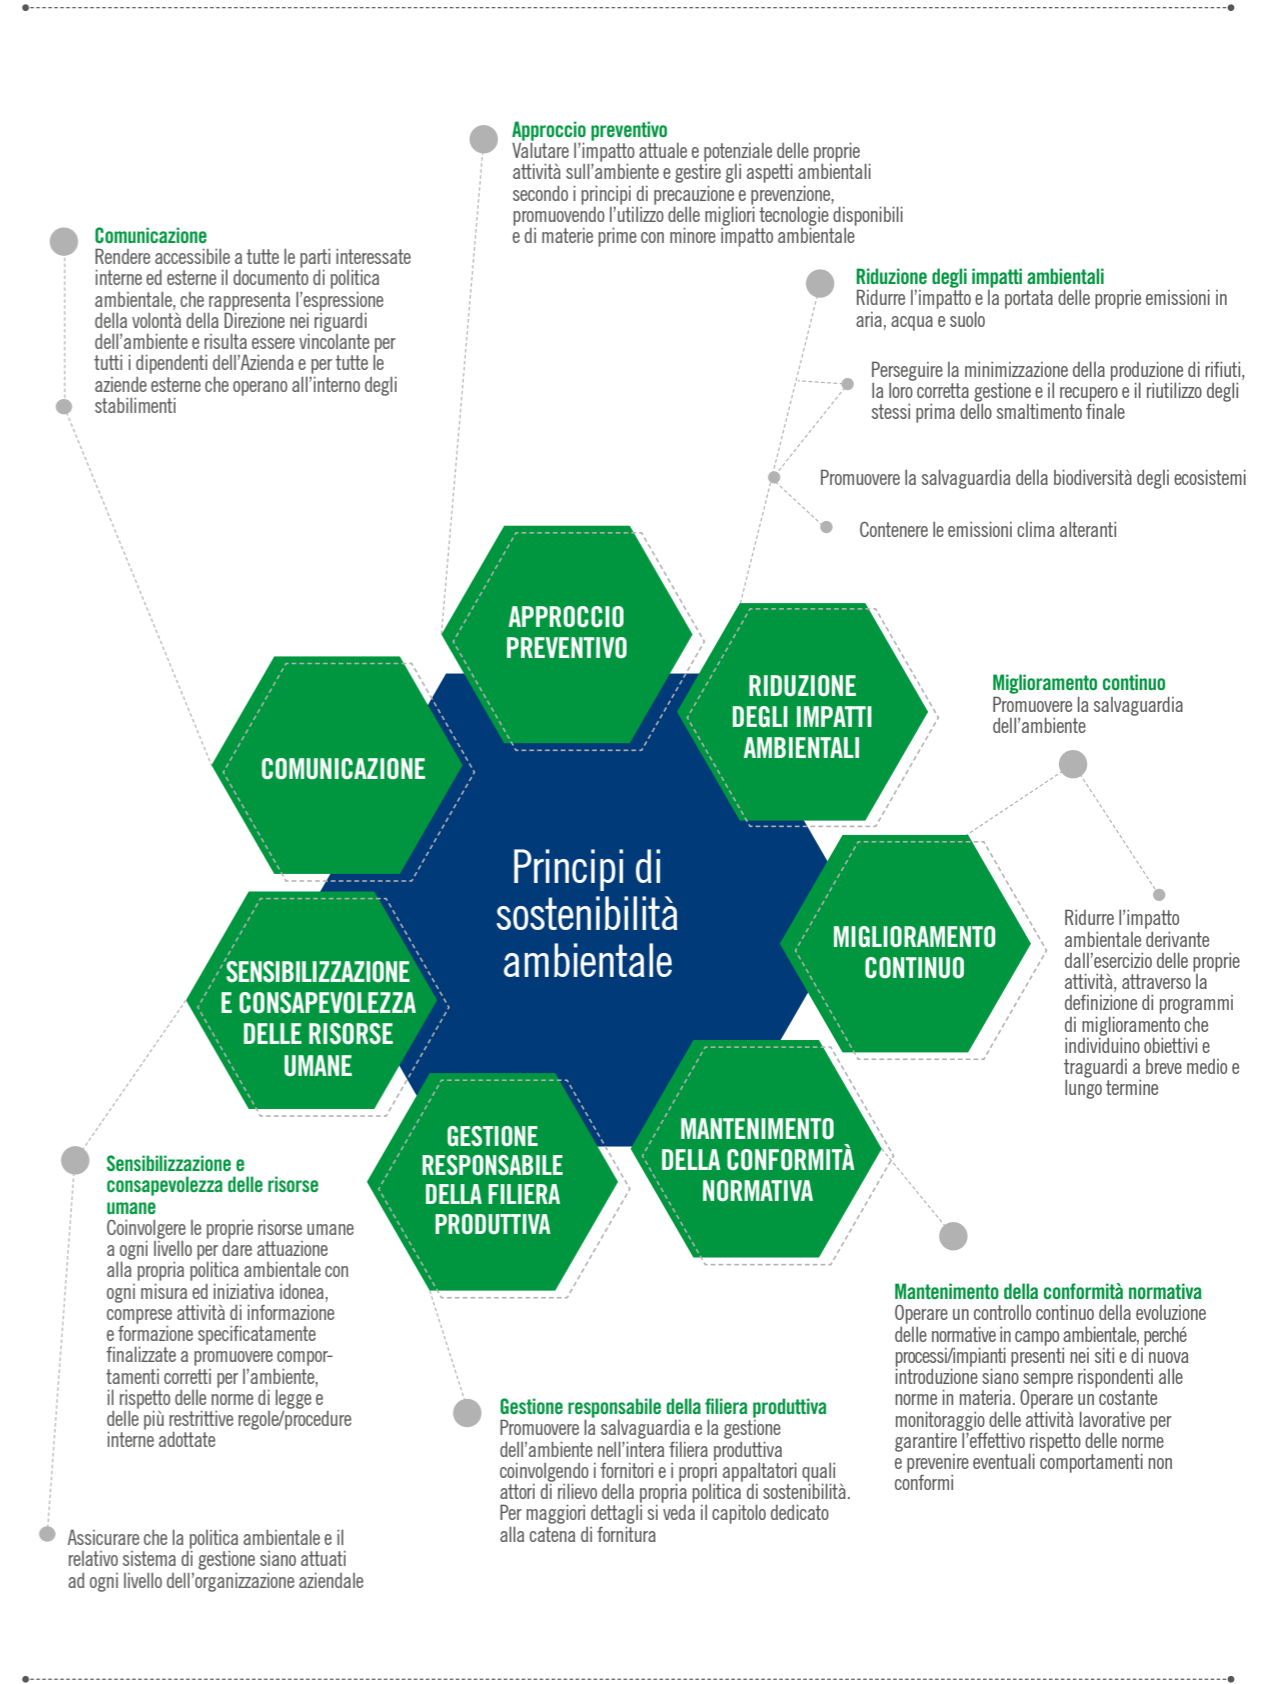 Approccio preventivo
Valutare l'impatto attuale e potenziale delle proprie
attività sull'ambiente e gestire gli aspetti ambientali
secondo i principi di precauzione e prevenzione,
promuovendo l'utilizzo delle migliori tecnologie disponibili
e di materie prime con minore impatto ambientale
Comunicazione
Rendere accessibile a tutte le parti interessate
interne ed esterne il documento di politica
ambientale, che rappresenta l'espressione
della volontà della Direzione nei riguardi
dell'ambiente e risulta essere vincolante per
tutti i dipendenti dell'Azienda e per tutte le
aziende esterne che operano all'interno degli
stabilimenti
Riduzione degli impatti ambientali
Ridurre l'impatto e la portata delle proprie emissioni in
aria, acqua e suolo
Perseguire la minimizzazione della produzione di rifiuti,
la loro corretta gestione e il recupero e il riutilizzo degli
stessi prima dello smaltimento finale
Promuovere la salvaguardia della biodiversità degli ecosistemi
Contenere le emissioni clima alteranti
APPROCCIO
PREVENTIVO
RIDUZIONE
DEGLI IMPATTI
AMBIENTALI
COMUNICAZIONE
Miglioramento continuo
Promuovere la salvaguardia
dell'ambiente
Principi di
sostenibilità
ambientale
MIGLIORAMENTO
CONTINUO
Ridurre l'impatto
ambientale derivante
dall'esercizio delle proprie
attività, attraverso la
definizione di programmi
di miglioramento che
individuino obiettivi e
traguardi a breve medio e
lungo termine
SENSIBILIZZAZIONE
E CONSAPEVOLEZZA
DELLE RISORSE
UMANE
GESTIONE
RESPONSABILE
DELLA FILIERA
PRODUTTIVA
MANTENIMENTO
DELLA CONFORMITÀ
NORMATIVA
Sensibilizzazione e
consapevolezza delle risorse
umane
Coinvolgere le proprie risorse umane
a ogni livello per dare attuazione
alla propria politica ambientale con
ogni misura ed iniziativa idonea,
comprese attività di informazione
e formazione specificatamente
finalizzate a promuovere compor-
tamenti corretti per l'ambiente,
il rispetto delle norme di legge e
delle più restrittive regole/procedure
interne adottate
Assicurare che la politica ambientale e il
relativo sistema di gestione siano attuati
ad ogni livello dell'organizzazione aziendale
Gestione responsabile della filiera produttiva
Promuovere la salvaguardia e la gestione
dell'ambiente nell'intera filiera produttiva
coinvolgendo i fornitori e i propri appaltatori quali
attori di rilievo della propria politica di sostenibilità.
Per maggiori dettagli si veda il capitolo dedicato
alla catena di fornitura
Mantenimento della conformità normativa
Operare un controllo continuo della evoluzione
delle normative in campo ambientale, perché
processi/impianti presenti nei siti e di nuova
introduzione siano sempre rispondenti alle
norme in materia. Operare un costante
monitoraggio delle attività lavorative per
garantire l'effettivo rispetto delle norme
e prevenire eventuali comportamenti non
conformi